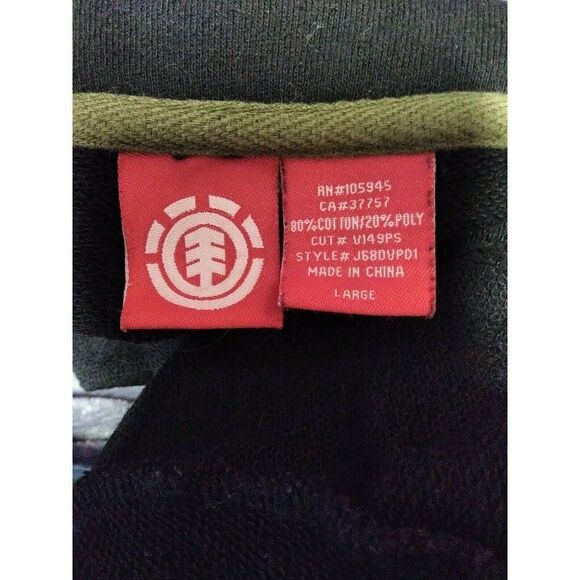 RN#105945
CA#37757
80%COTTON/20%POLY
CUT# V149PS
STYLE# J680VPD1
MADE IN CHINA
LARGE